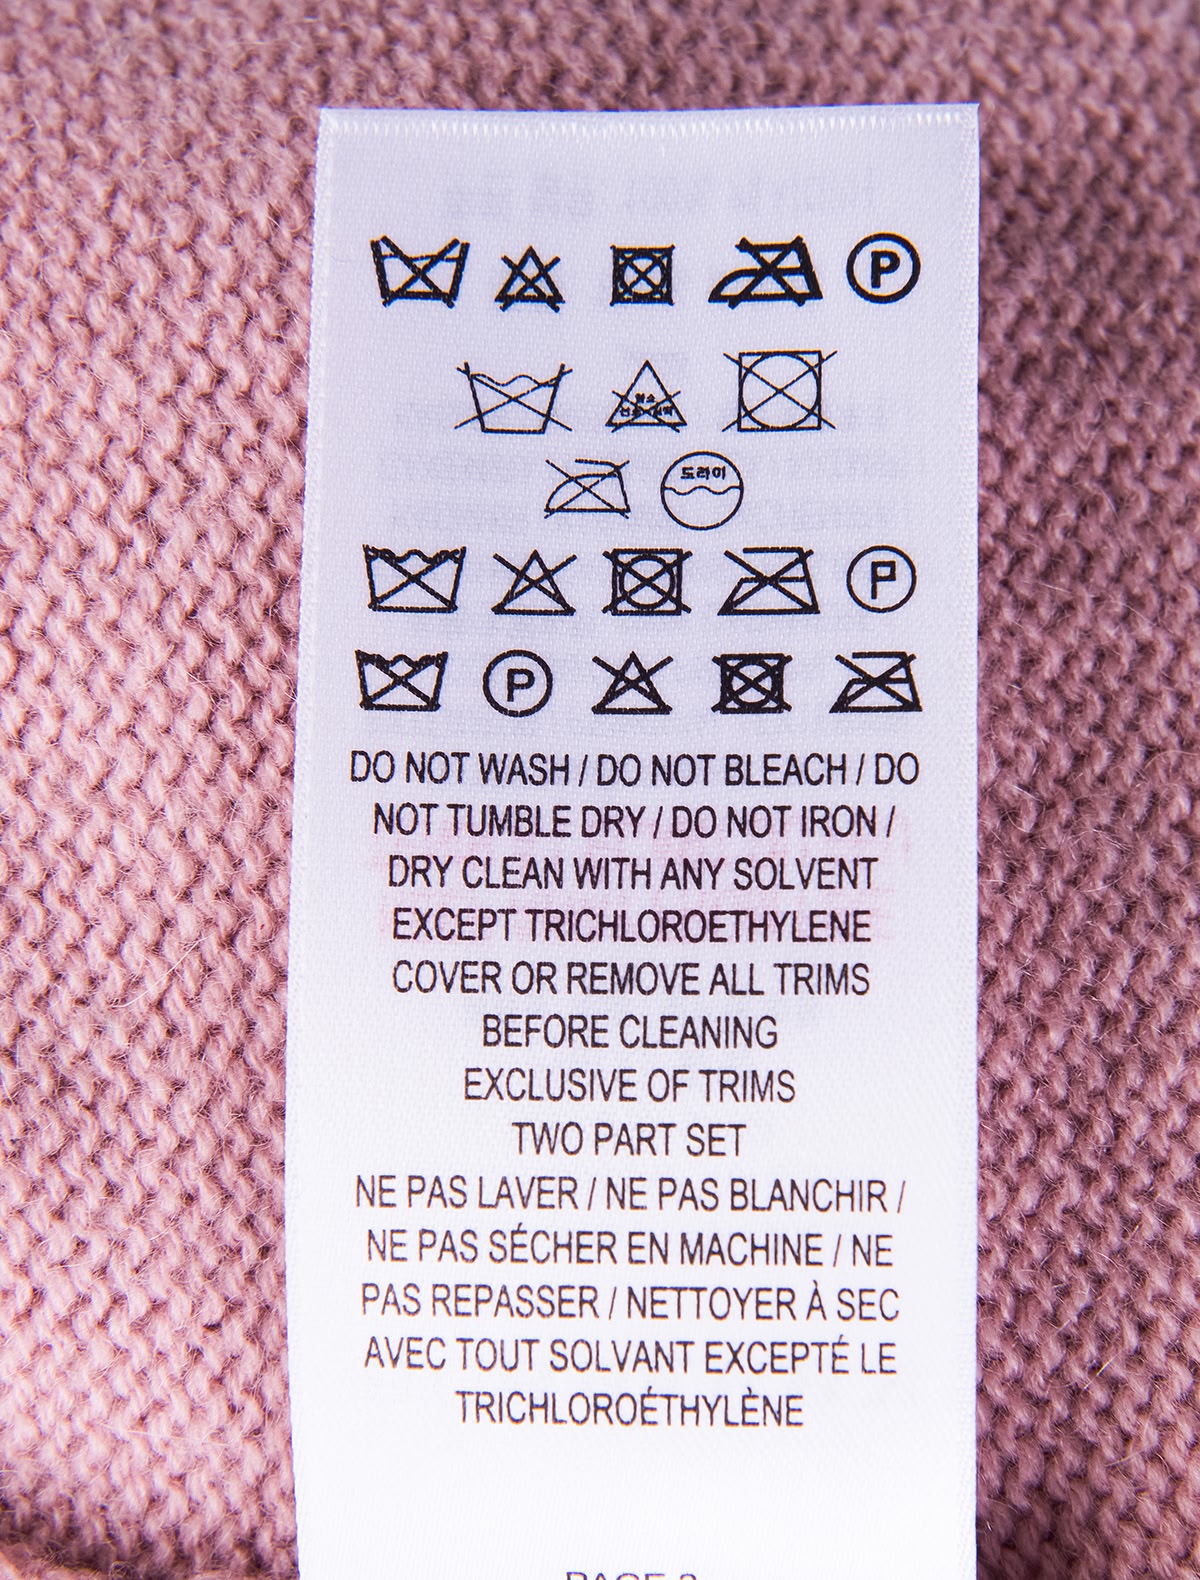 P
도라이
P
P
DO NOT WASH / DO NOT BLEACH / DO
NOT TUMBLE DRY / DO NOT IRON /
DRY CLEAN WITH ANY SOLVENT
EXCEPT TRICHLOROETHYLENE
COVER OR REMOVE ALL TRIMS
BEFORE CLEANING
EXCLUSIVE OF TRIMS
TWO PART SET
NE PAS LAVER / NE PAS BLANCHIR /
NE PAS SÉCHER EN MACHINE / NE
PAS REPASSER / NETTOYER À SEC
AVEC TOUT SOLVANT EXCEPTÉ LE
TRICHLOROÉTHYLÈNE